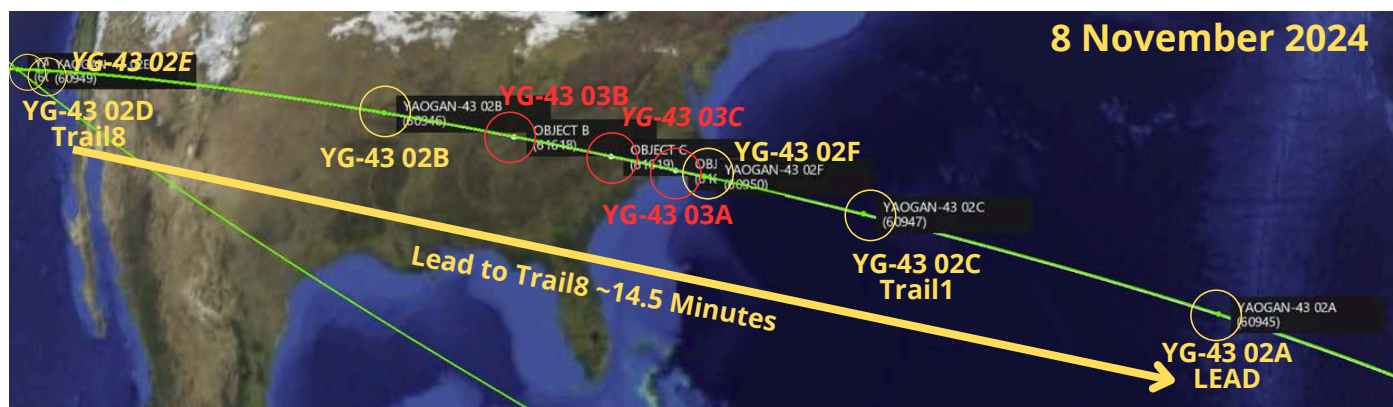 8 November 2024
YG-43 02E
(60949)
YG-43 02D
Trail8
YAOGAN-43 02B
(60946)
YG-43 02B
YG-43 03B
OBJECT B
(61618)
YG-43 03C
OBJECT C
(61619)
YG-43 03A
OBJ
YG-43 02F
YAOGAN-43 02F
(60950)
YAOGAN-43 02C
(60947)
YG-43 02C
Trail1
YAOGAN-43 02A
(60945)
YG-43 02A
LEAD
Lead to Trail8 ~14.5 Minutes